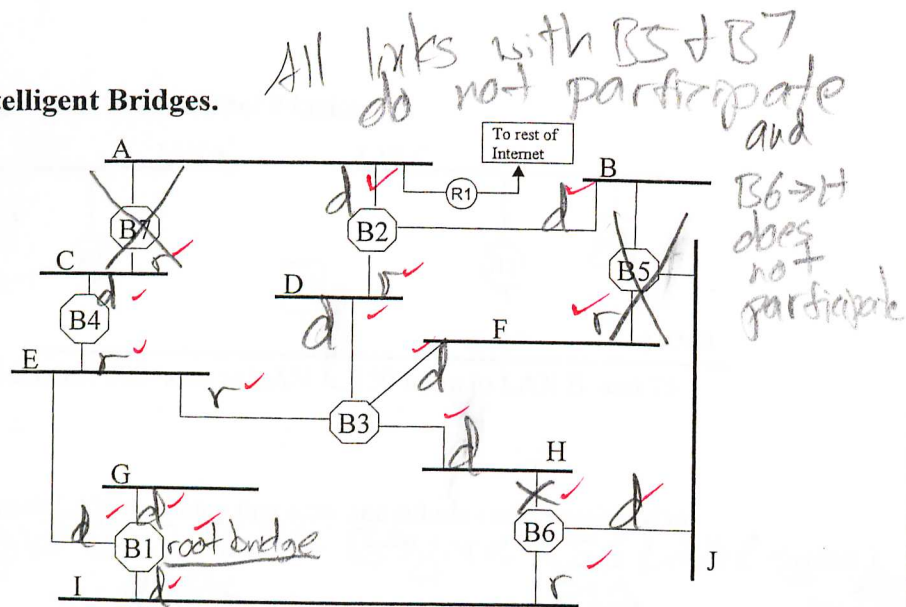 All links with B5 & B7
do not participate
and
B6→H
does
not
participate
telligent Bridges.
To rest of
Internet
A
B
d
R1
d
B7
B2
B5
C
r
d
D
r
d
r
B4
F
r
d
E
r
B3
d
H
G
d
d
B1
root bridge
B6
d
I
d
r
J